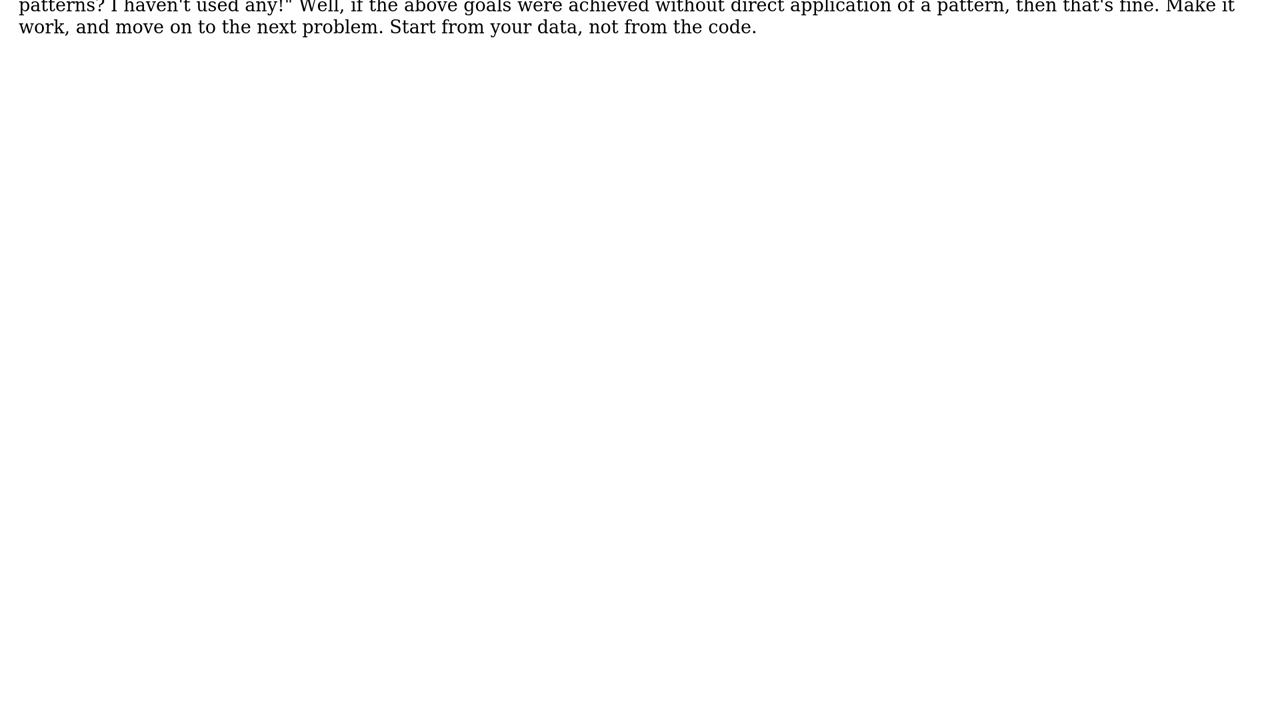 patterns? I haven't used any!" Well, if the above goals were achieved without direct application of a pattern, then that's fine. Make it
work, and move on to the next problem. Start from your data, not from the code.